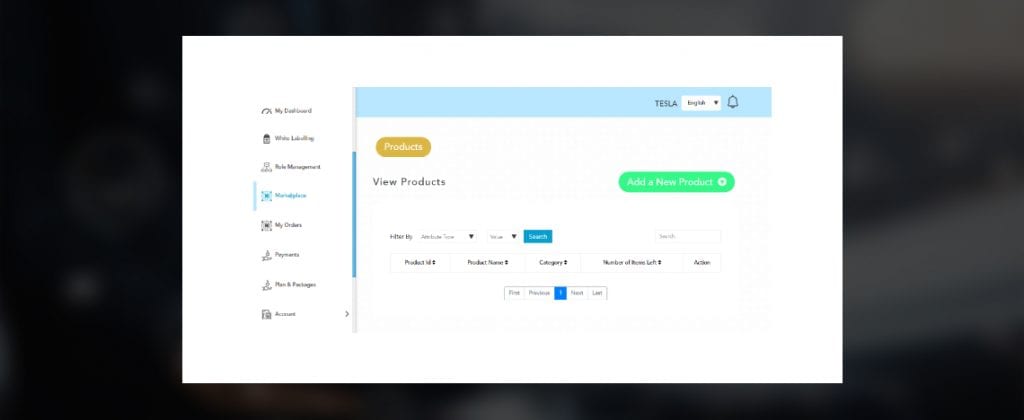 TESLA English
My Dashboard
White Labelling
Role Management
Marketplace
My Orders
Payments
Plan & Packages
Account
Products
View Products
Add a New Product
Filter By Attribute Type Value Search Search
Product Id Product Name Category Number of Items Left Action
First Previous 1 Next Last